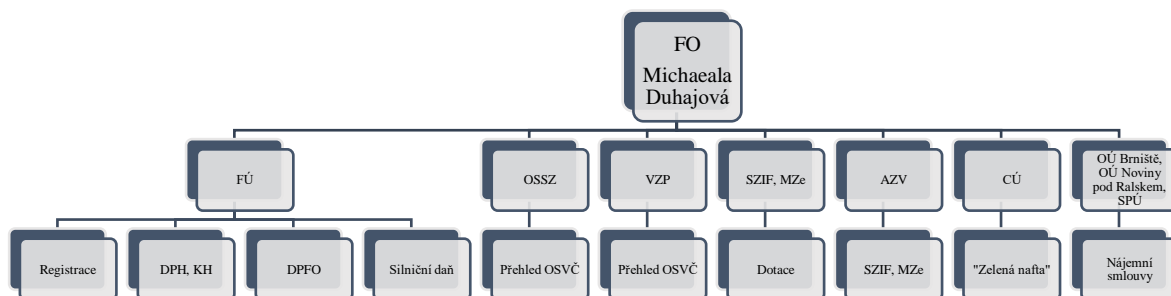 FO
Michaeala
Duhajová
FÚ
OSSZ
VZP
SZIF, MZe
AZV
CÚ
OÚ Brniště,
OÚ Noviny
pod Ralskem,
SPÚ
Registrace
DPH, KH
DPFO
Silniční daň
Přehled OSVČ
Přehled OSVČ
Dotace
SZIF, MZe
"Zelená nafta"
Nájemní
smlouvy